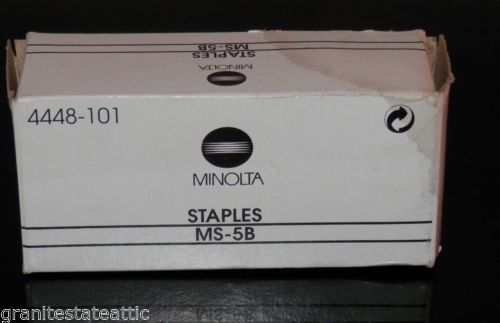 MS-5B
STAPLES
MINOLTA
4448-101
MINOLTA
STAPLES
MS-5B
granitestateattic